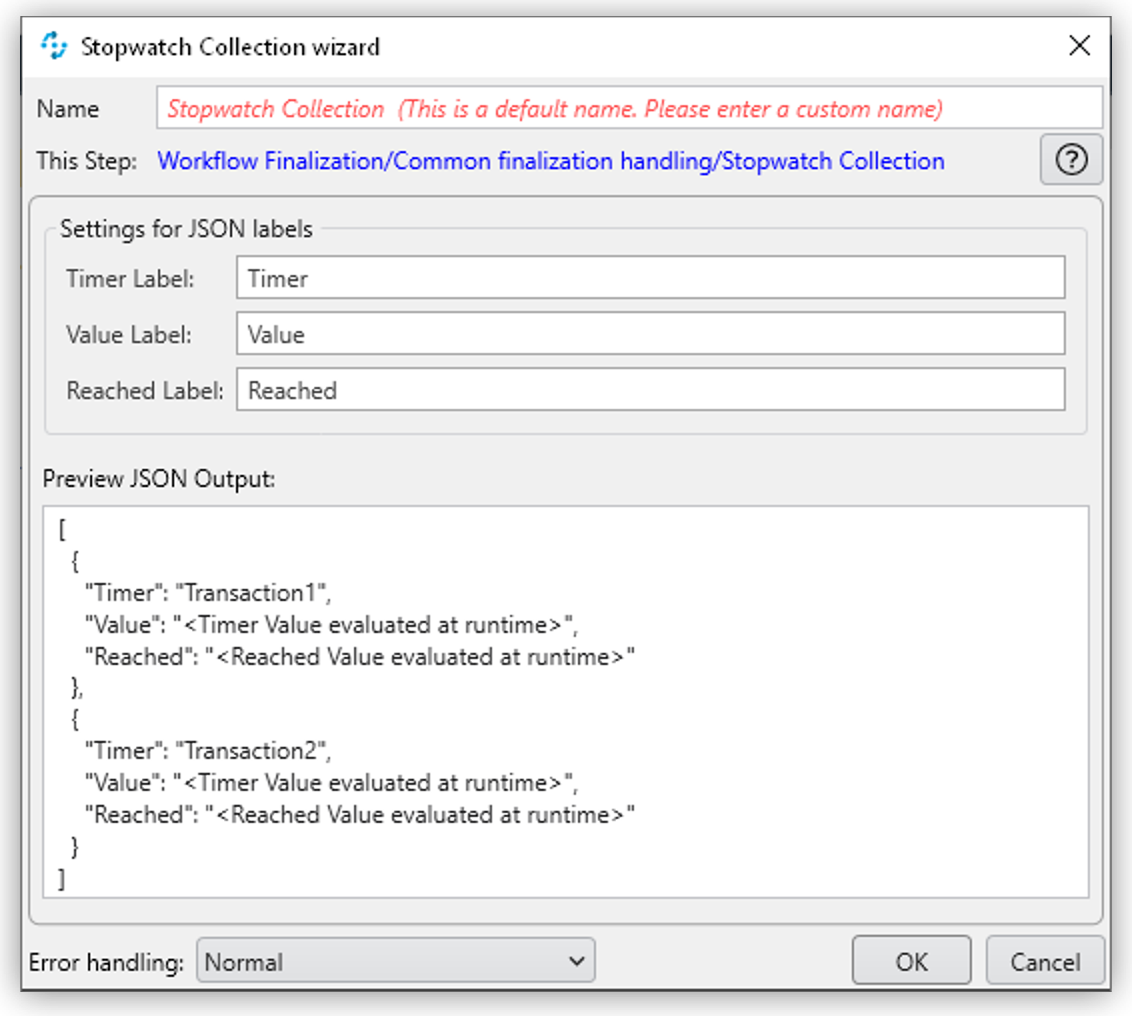 Stopwatch Collection wizard
Name
Stopwatch Collection (This is a default name. Please enter a custom name)
This Step: Workflow Finalization/Common finalization handling/Stopwatch Collection
?
Settings for JSON labels
Timer Label: Timer
Value Label: Value
Reached Label: Reached
Preview JSON Output:
[
{
"Timer": "Transaction1",
"Value": "<Timer Value evaluated at runtime>",
"Reached": "<Reached Value evaluated at runtime>"
},
{
"Timer": "Transaction2",
"Value": "<Timer Value evaluated at runtime>",
"Reached": "<Reached Value evaluated at runtime>"
}
]
Error handling: Normal
OK
Cancel